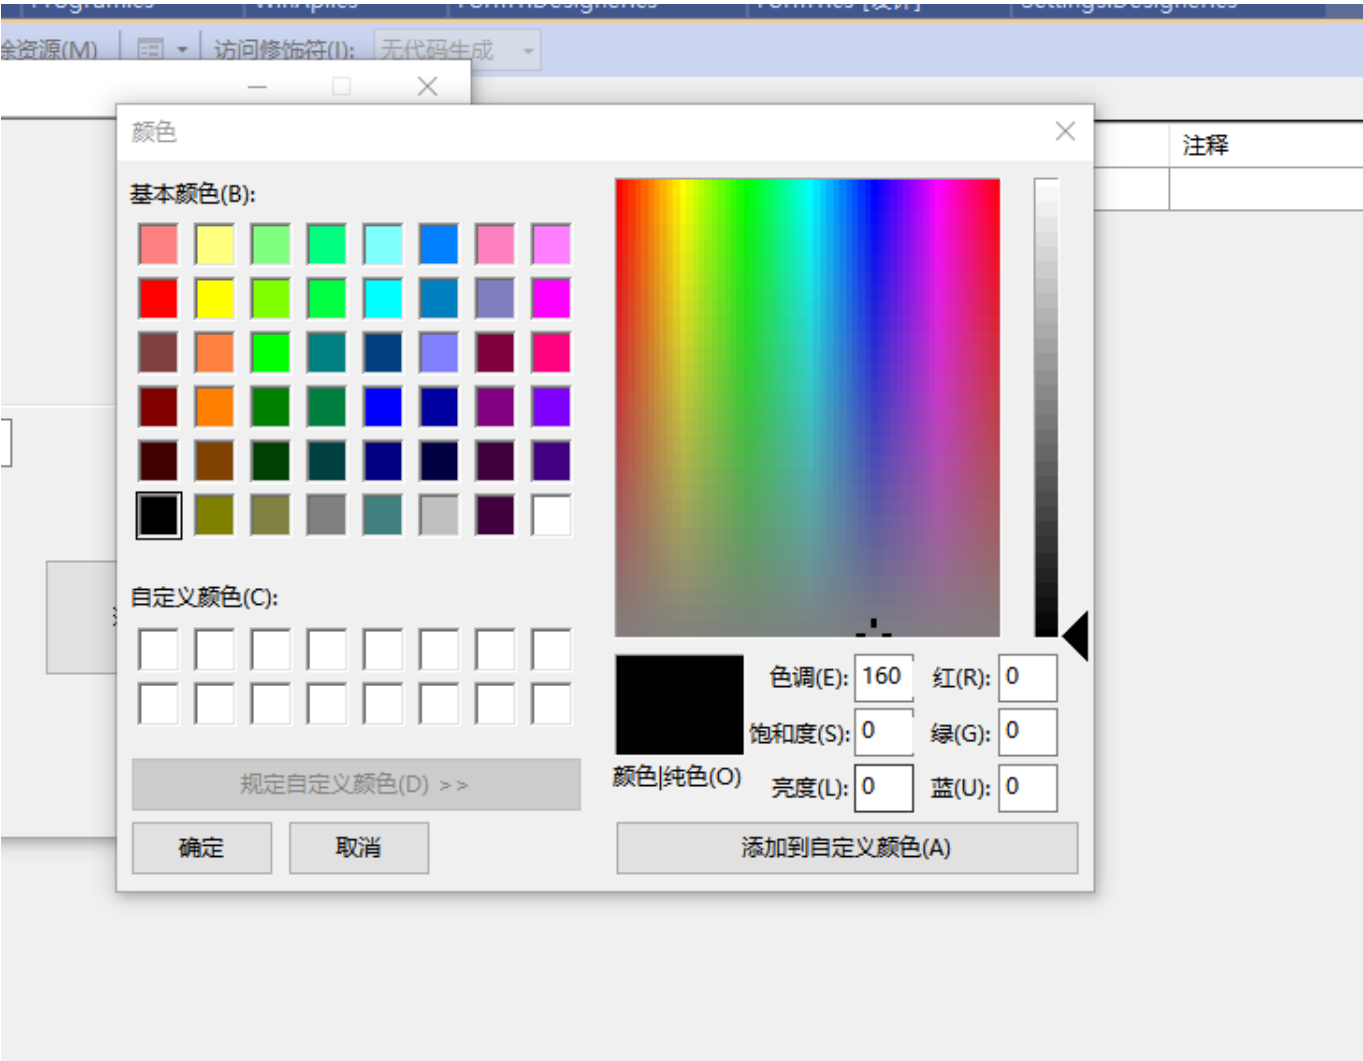 访问修饰符(I):
无代码生成
颜色
注释
基本颜色(B):
自定义颜色(C):
色调(E): 160
红(R): 0
饱和度(S): 0
绿(G): 0
颜色|纯色(O)
亮度(L): 0
蓝(U): 0
规定自定义颜色(D) >>
确定
取消
添加到自定义颜色(A)